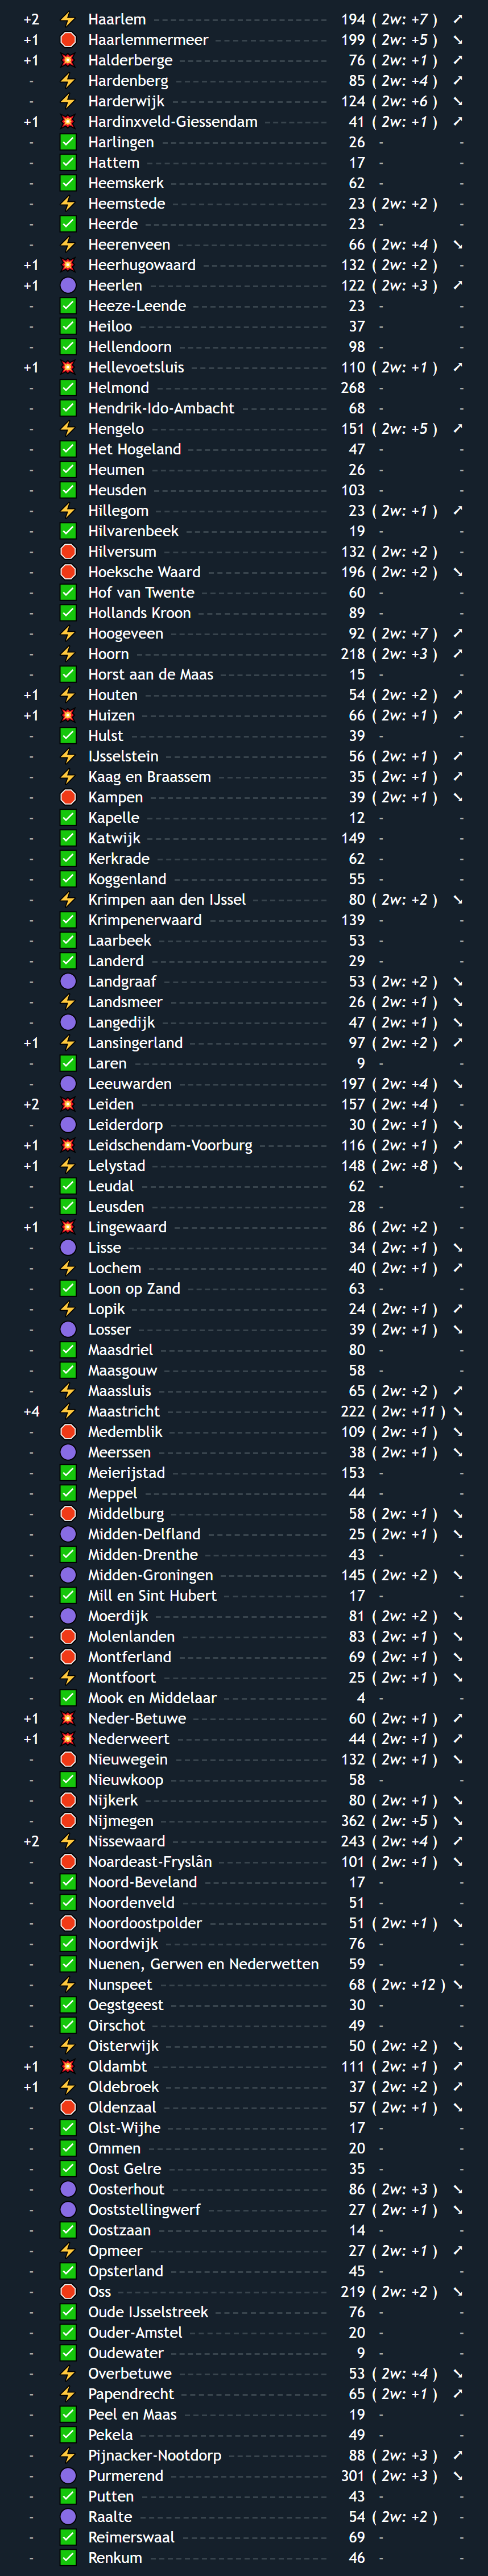 +2 ⚡ Haarlem 194 ( 2w: +7 ) ↗
+1 🛑 Haarlemmermeer 199 ( 2w: +5 ) ↘
+1 💥 Halderberge 76 ( 2w: +1 ) ↗
- ⚡ Hardenberg 85 ( 2w: +4 ) ↗
- ⚡ Harderwijk 124 ( 2w: +6 ) ↘
+1 💥 Hardinxveld-Giessendam 41 ( 2w: +1 ) ↗
- ✅ Harlingen 26 - -
- ✅ Hattem 17 - -
- ✅ Heemskerk 62 - -
- ⚡ Heemstede 23 ( 2w: +2 ) -
- ✅ Heerde 23 - -
- ⚡ Heerenveen 66 ( 2w: +4 ) ↘
+1 💥 Heerhugowaard 132 ( 2w: +2 ) -
+1 🟣 Heerlen 122 ( 2w: +3 ) ↗
- ✅ Heeze-Leende 23 - -
- ✅ Heiloo 37 - -
- ✅ Hellendoorn 98 - -
+1 💥 Hellevoetsluis 110 ( 2w: +1 ) ↗
- ✅ Helmond 268 - -
- ✅ Hendrik-Ido-Ambacht 68 - -
- ⚡ Hengelo 151 ( 2w: +5 ) ↗
- ✅ Het Hogeland 47 - -
- ✅ Heumen 26 - -
- ✅ Heusden 103 - -
- ⚡ Hillegom 23 ( 2w: +1 ) ↗
- ✅ Hilvarenbeek 19 - -
- 🛑 Hilversum 132 ( 2w: +2 ) -
- 🛑 Hoeksche Waard 196 ( 2w: +2 ) ↘
- ✅ Hof van Twente 60 - -
- ✅ Hollands Kroon 89 - -
- ⚡ Hoogeveen 92 ( 2w: +7 ) ↗
- ⚡ Hoorn 218 ( 2w: +3 ) ↗
- ✅ Horst aan de Maas 15 - -
+1 ⚡ Houten 54 ( 2w: +2 ) ↗
+1 💥 Huizen 66 ( 2w: +1 ) ↗
- ✅ Hulst 39 - -
- ⚡ IJsselstein 56 ( 2w: +1 ) ↗
- ⚡ Kaag en Braassem 35 ( 2w: +1 ) ↗
- 🛑 Kampen 39 ( 2w: +1 ) ↘
- ✅ Kapelle 12 - -
- ✅ Katwijk 149 - -
- ✅ Kerkrade 62 - -
- ✅ Koggenland 55 - -
- ⚡ Krimpen aan den IJssel 80 ( 2w: +2 ) ↘
- ✅ Krimpenerwaard 139 - -
- ✅ Laarbeek 53 - -
- ✅ Landerd 29 - -
- 🟣 Landgraaf 53 ( 2w: +2 ) ↘
- ⚡ Landsmeer 26 ( 2w: +1 ) ↘
- 🟣 Langedijk 47 ( 2w: +1 ) ↘
+1 ⚡ Lansingerland 97 ( 2w: +2 ) ↗
- ✅ Laren 9 - -
- 🟣 Leeuwarden 197 ( 2w: +4 ) ↘
+2 💥 Leiden 157 ( 2w: +4 ) -
- 🟣 Leiderdorp 30 ( 2w: +1 ) ↘
+1 💥 Leidschendam-Voorburg 116 ( 2w: +1 ) ↗
+1 ⚡ Lelystad 148 ( 2w: +8 ) ↘
- ✅ Leudal 62 - -
- ✅ Leusden 28 - -
+1 💥 Lingewaard 86 ( 2w: +2 ) -
- 🟣 Lisse 34 ( 2w: +1 ) ↘
- ⚡ Lochem 40 ( 2w: +1 ) ↗
- ✅ Loon op Zand 63 - -
- ⚡ Lopik 24 ( 2w: +1 ) ↗
- 🟣 Losser 39 ( 2w: +1 ) ↘
- ✅ Maasdriel 80 - -
- ✅ Maasgouw 58 - -
- ⚡ Maassluis 65 ( 2w: +2 ) ↗
+4 ⚡ Maastricht 222 ( 2w: +11 ) ↘
- 🛑 Medemblik 109 ( 2w: +1 ) ↘
- 🟣 Meerssen 38 ( 2w: +1 ) ↘
- ✅ Meierijstad 153 - -
- ✅ Meppel 44 - -
- 🛑 Middelburg 58 ( 2w: +1 ) ↘
- 🟣 Midden-Delfland 25 ( 2w: +1 ) ↘
- ✅ Midden-Drenthe 43 - -
- 🟣 Midden-Groningen 145 ( 2w: +2 ) ↘
- ✅ Mill en Sint Hubert 17 - -
- 🟣 Moerdijk 81 ( 2w: +2 ) ↘
- 🛑 Molenlanden 83 ( 2w: +1 ) ↘
- 🛑 Montferland 69 ( 2w: +1 ) ↘
- ⚡ Montfoort 25 ( 2w: +1 ) ↘
- ✅ Mook en Middelaar 4 - -
+1 💥 Neder-Betuwe 60 ( 2w: +1 ) ↗
+1 💥 Nederweert 44 ( 2w: +1 ) ↗
- 🛑 Nieuwegein 132 ( 2w: +1 ) ↘
- ✅ Nieuwkoop 58 - -
- 🛑 Nijkerk 80 ( 2w: +1 ) ↘
- 🛑 Nijmegen 362 ( 2w: +5 ) ↘
+2 ⚡ Nissewaard 243 ( 2w: +4 ) ↗
- 🛑 Noardeast-Fryslân 101 ( 2w: +1 ) ↘
- ✅ Noord-Beveland 17 - -
- ✅ Noordenveld 51 - -
- 🛑 Noordoostpolder 51 ( 2w: +1 ) ↘
- ✅ Noordwijk 76 - -
- ✅ Nuenen, Gerwen en Nederwetten 59 - -
- ⚡ Nunspeet 68 ( 2w: +12 ) ↘
- ✅ Oegstgeest 30 - -
- ✅ Oirschot 49 - -
- ⚡ Oisterwijk 50 ( 2w: +2 ) ↘
+1 💥 Oldambt 111 ( 2w: +1 ) ↗
+1 ⚡ Oldebroek 37 ( 2w: +2 ) ↗
- 🛑 Oldenzaal 57 ( 2w: +1 ) ↘
- ✅ Olst-Wijhe 17 - -
- ✅ Ommen 20 - -
- ✅ Oost Gelre 35 - -
- 🟣 Oosterhout 86 ( 2w: +3 ) ↘
- 🟣 Ooststellingwerf 27 ( 2w: +1 ) ↘
- ✅ Oostzaan 14 - -
- ⚡ Opmeer 27 ( 2w: +1 ) ↗
- ✅ Opsterland 45 - -
- 🛑 Oss 219 ( 2w: +2 ) ↘
- ✅ Oude IJsselstreek 76 - -
- ✅ Ouder-Amstel 20 - -
- ✅ Oudewater 9 - -
- ⚡ Overbetuwe 53 ( 2w: +4 ) ↘
- ⚡ Papendrecht 65 ( 2w: +1 ) ↗
- ✅ Peel en Maas 19 - -
- ✅ Pekela 49 - -
- ⚡ Pijnacker-Nootdorp 88 ( 2w: +3 ) ↗
- 🟣 Purmerend 301 ( 2w: +3 ) ↘
- ✅ Putten 43 - -
- 🟣 Raalte 54 ( 2w: +2 ) -
- ✅ Reimerswaal 69 - -
- ✅ Renkum 46 - -